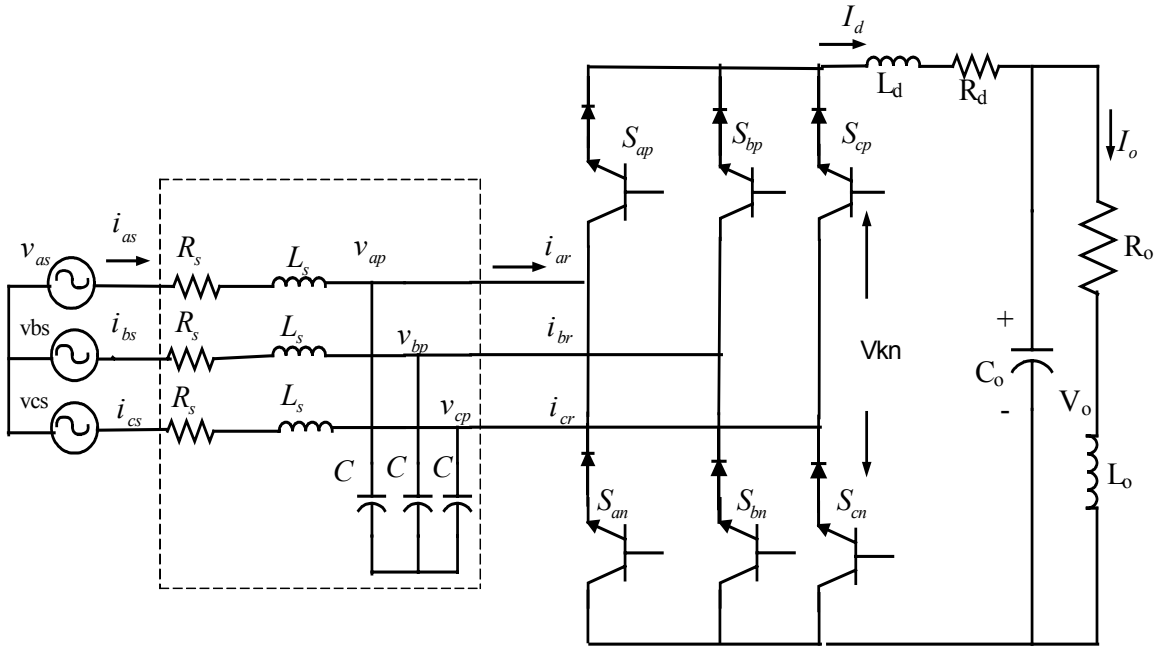 I_d
L_d
R_d
S_ap
S_bp
S_cp
I_o
i_as
v_as
R_s
L_s
v_ap
i_ar
R_o
vbs
i_bs
R_s
L_s
v_bp
i_br
Vkn
+
C_o
vcs
i_cs
R_s
L_s
v_cp
i_cr
-
V_o
C
C
C
S_an
S_bn
S_cn
L_o